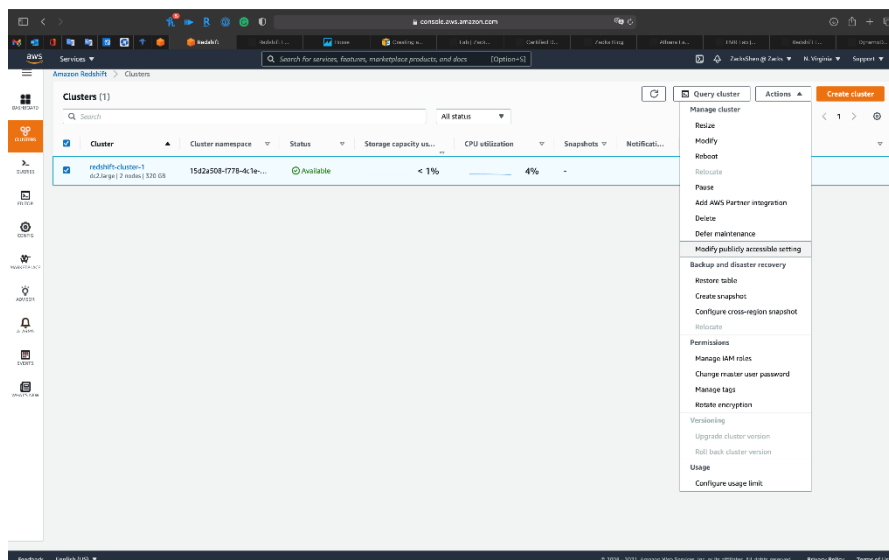 console.aws.amazon.com
Redshift
aws
Services ▼
Search for services, features, marketplace products, and docs [Option+S]
N. Virginia ▼
Support ▼
Amazon Redshift > Clusters
DASHBOARD
CLUSTERS
QUERIES
EDITOR
CONFIG
MARKETPLACE
ADVISOR
ALARMS
EVENTS
WHAT'S NEW
Clusters (1)
Query cluster
Actions
Create cluster
Search
All status
1
Cluster
Cluster namespace
Status
Storage capacity us...
CPU utilization
Snapshots
Notificati...
redshift-cluster-1
dc2.large | 2 nodes | 320 GB
15d2a508-f778-4c1e-...
Available
< 1%
4%
-
Manage cluster
Resize
Modify
Reboot
Relocate
Pause
Add AWS Partner integration
Delete
Defer maintenance
Modify publicly accessible setting
Backup and disaster recovery
Restore table
Create snapshot
Configure cross-region snapshot
Relocate
Permissions
Manage IAM roles
Change master user password
Manage tags
Rotate encryption
Versioning
Upgrade cluster version
Roll back cluster version
Usage
Configure usage limit
Feedback
English (US) ▼
Privacy Policy